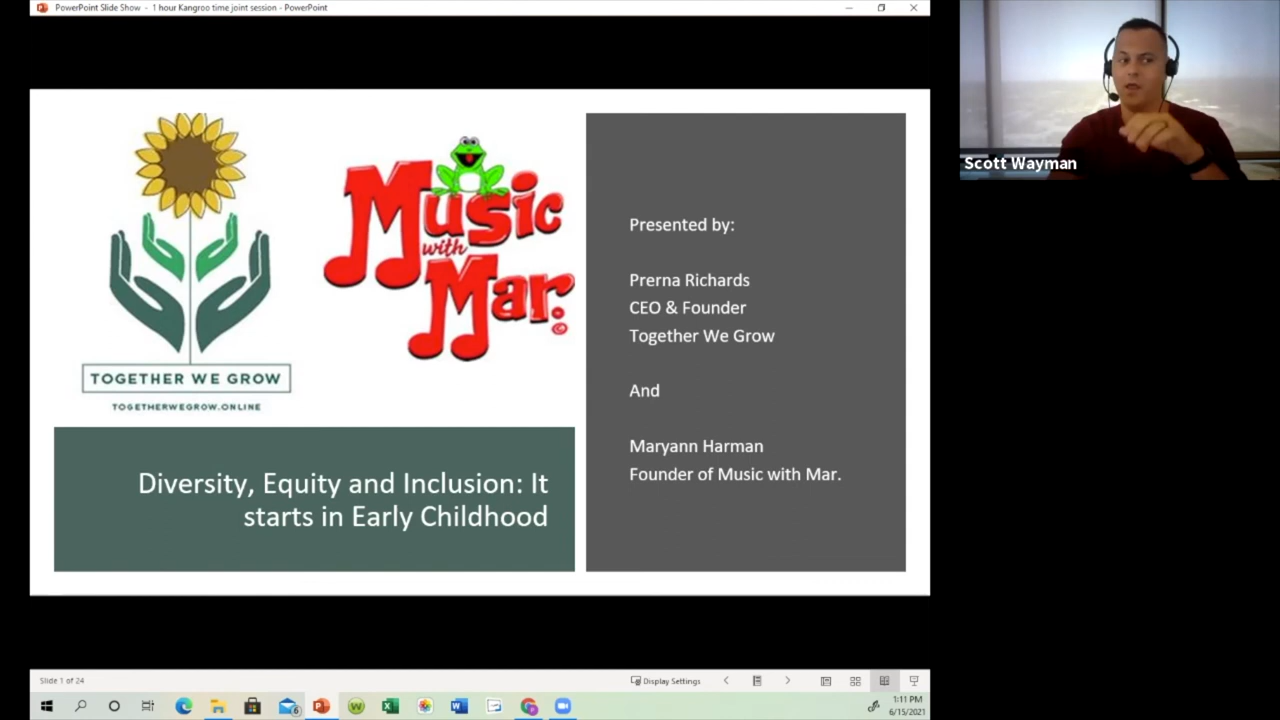 PowerPoint Slide Show - 1 hour Kangroo time joint session - PowerPoint
Scott Wayman
Music
with
Mar.
©
TOGETHER WE GROW
TOGETHERWEGROW.ONLINE
Diversity, Equity and Inclusion: It
starts in Early Childhood
Presented by:
Prerna Richards
CEO & Founder
Together We Grow
And
Maryann Harman
Founder of Music with Mar.
Slide 1 of 24
Display Settings
6
1:11 PM
6/15/2021